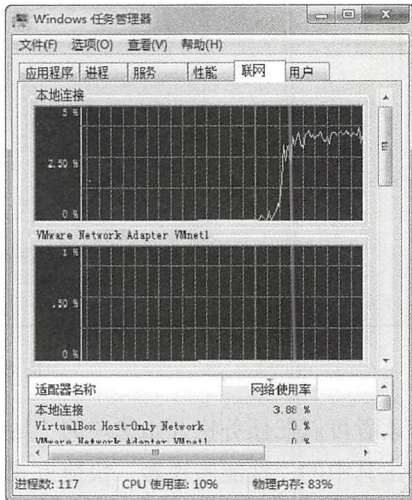 Windows 任务管理器
文件(F) 选项(O) 查看(V) 帮助(H)
应用程序 进程 服务 性能 联网 用户
本地连接
5 %
2.50 %
0 %
VMware Network Adapter VMnet1
1 %
.50 %
0 %
适配器名称 网络使用率
本地连接 3.88 %
VirtualBox Host-Only Network 0 %
VMware Network Adapter VMnet1 0 %
进程数: 117 CPU 使用率: 10% 物理内存: 83%